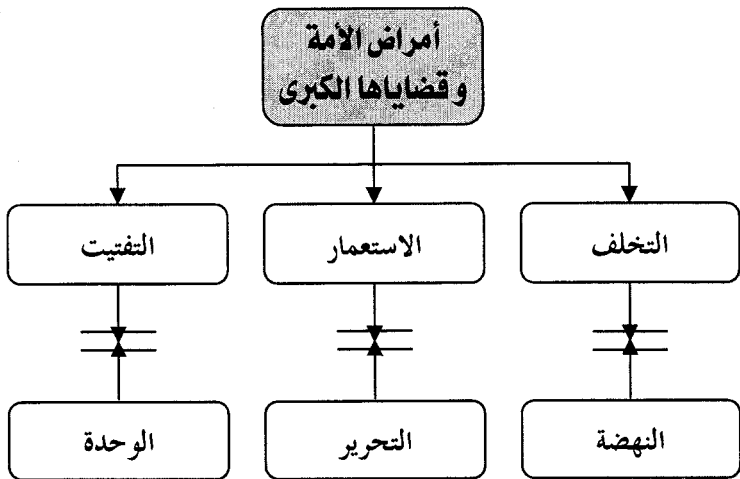 أمراض الأمة
وقضاياها الكبرى
التخلف
الاستعمار
التفتيت
النهضة
التحرير
الوحدة